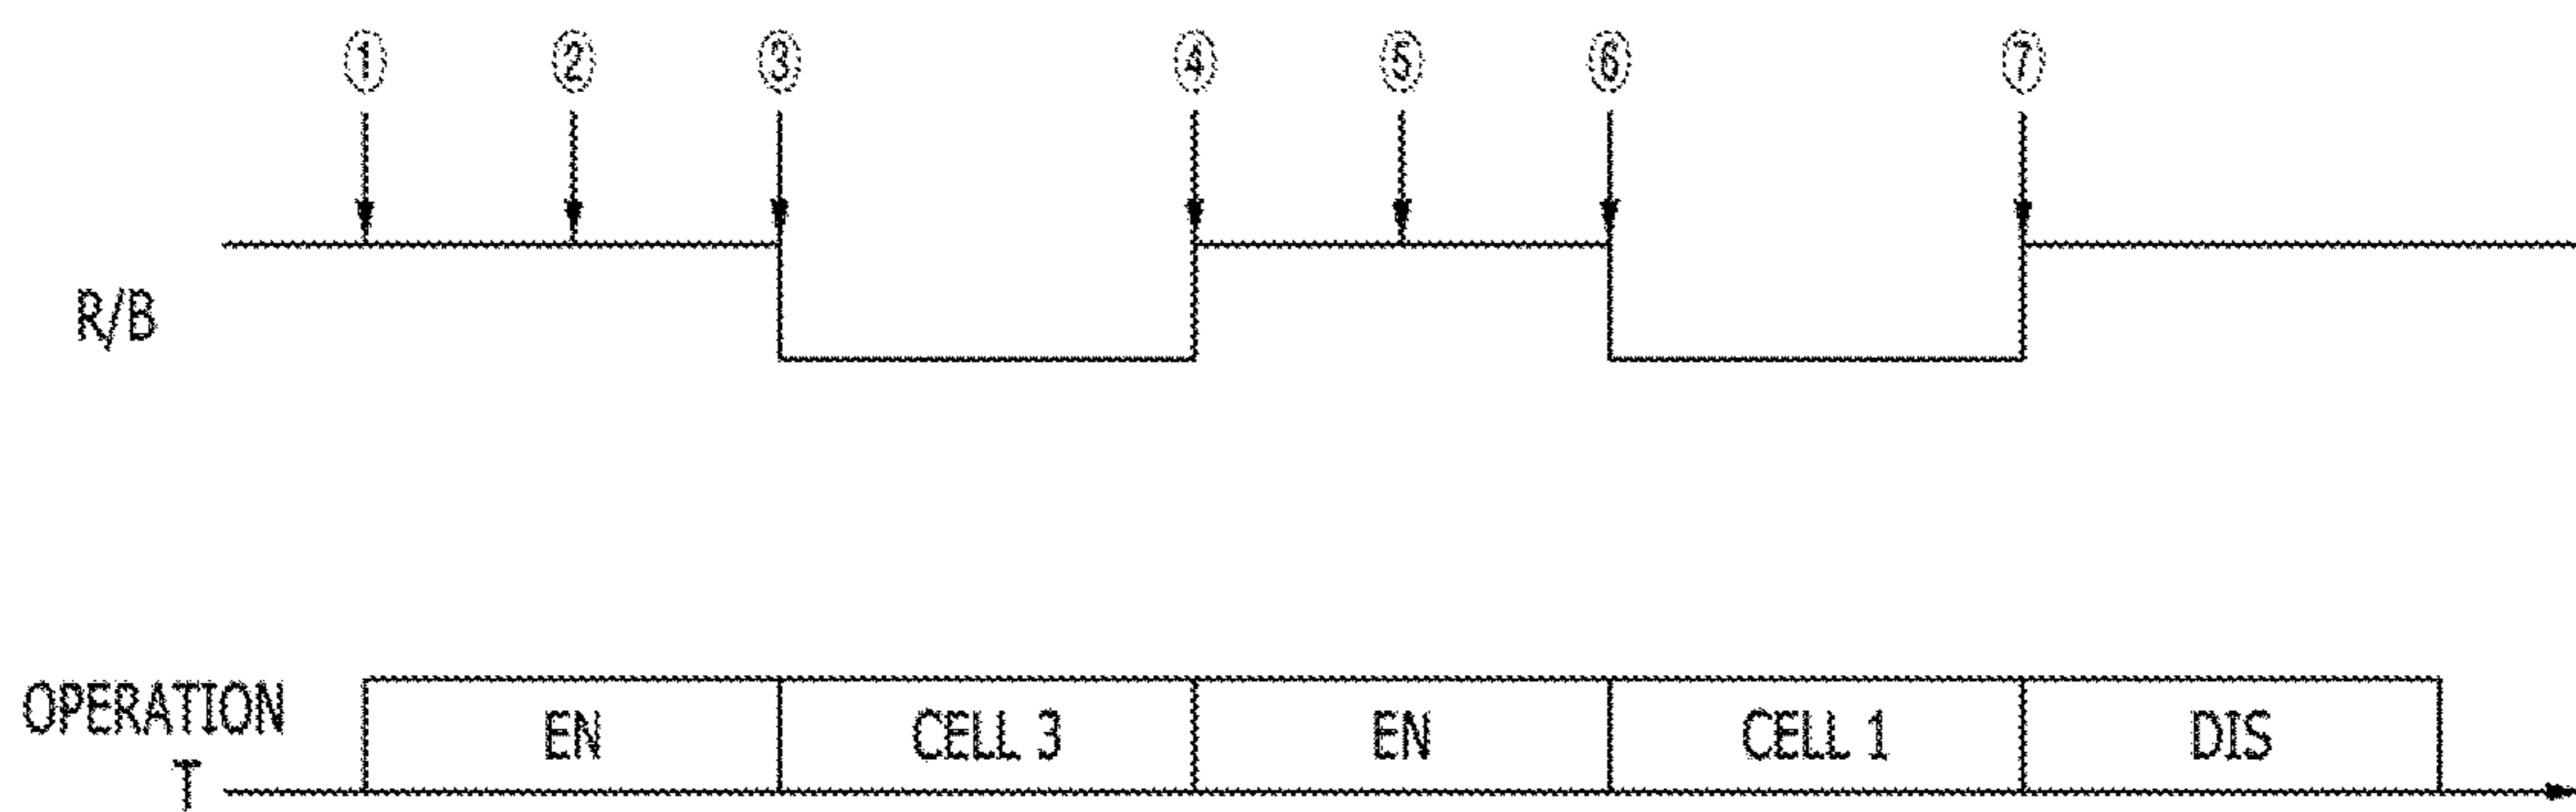 ① ② ③ ④ ⑤ ⑥ ⑦
R/B
OPERATION EN CELL 3 EN CELL 1 DIS
T